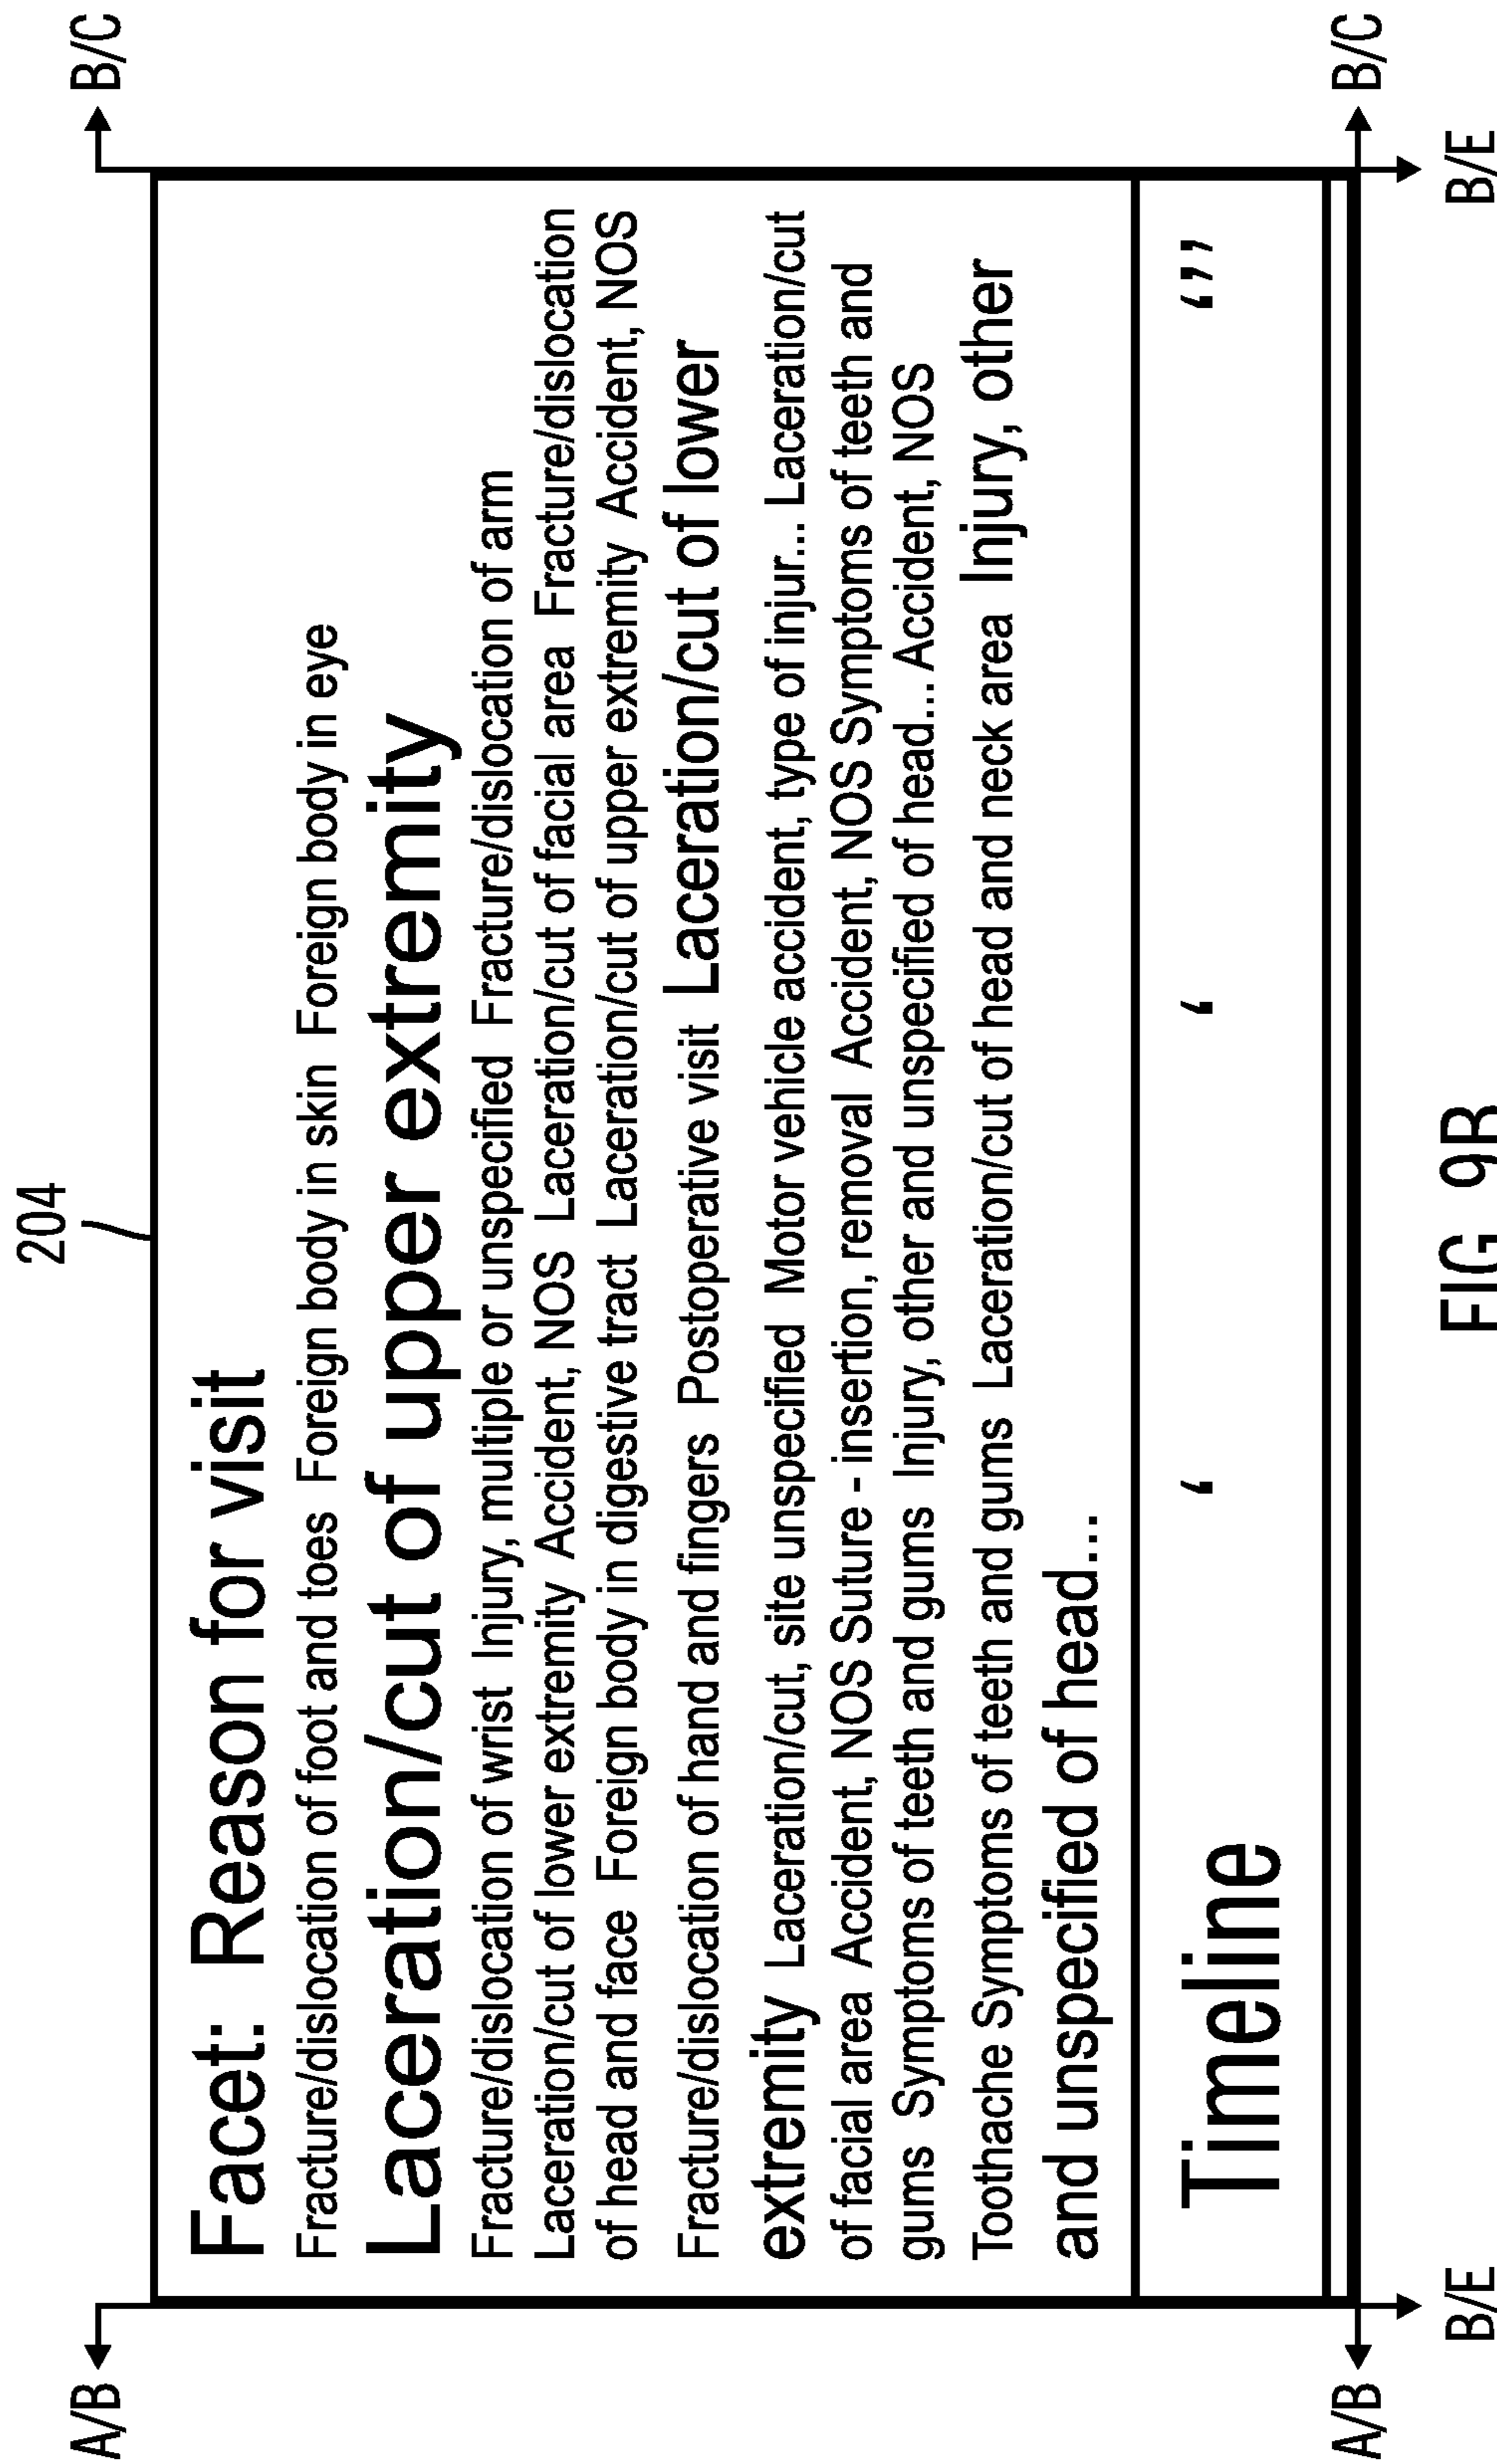 204
A/B B/C
Facet: Reason for visit
Fracture/dislocation of foot and toes Foreign body in skin Foreign body in eye
Laceration/cut of upper extremity
Fracture/dislocation of wrist Injury, multiple or unspecified Fracture/dislocation of arm
Laceration/cut of lower extremity Accident, NOS Laceration/cut of facial area Fracture/dislocation
of head and face Foreign body in digestive tract Laceration/cut of upper extremity Accident, NOS
Fracture/dislocation of hand and fingers Postoperative visit Laceration/cut of lower
extremity Laceration/cut, site unspecified Motor vehicle accident, type of injur... Laceration/cut
of facial area Accident, NOS Suture - insertion, removal Accident, NOS Symptoms of teeth and
gums Symptoms of teeth and gums Injury, other and unspecified of head... Accident, NOS
Toothache Symptoms of teeth and gums Laceration/cut of head and neck area Injury, other
and unspecified of head...
Timeline ‘ ‘ ‘’’
A/B B/C
B/E B/E
FIG 9B